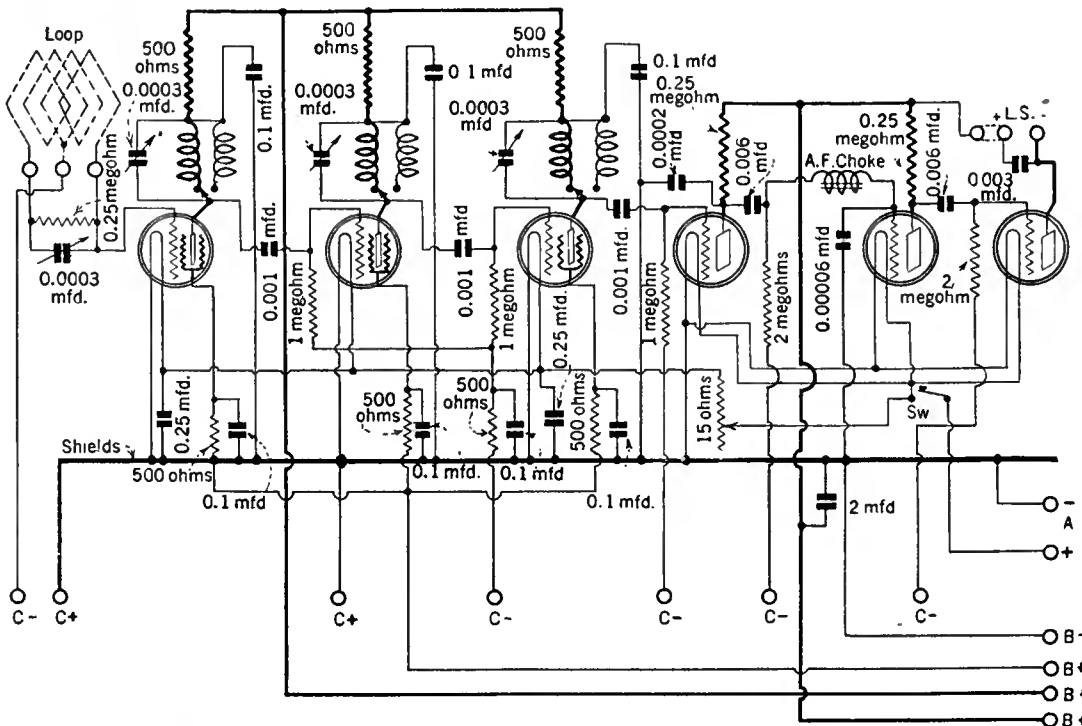 Loop
500
ohms
0.0003
mfd.
0.1 mfd.
500
ohms
0.0003
mfd.
0 1 mfd
500
ohms
0.0003
mfd
0.1 mfd
0.25
megohm
0.0002
mfd
0.006
mfd
0.25
megohm
A.F. Choke
0.006 mfd.
+ L.S. -
0.003
mfd.
0.25 megohm
0.0003
mfd.
0.001 mfd.
1 megohm
0.001 mfd
1 megohm
0.25 mfd.
0.001 mfd.
1 megohm
2 megohms
0.00006 mfd
2
megohm
Shields
0.25 mfd.
500 ohms
0.1 mfd
500
ohms
0.1 mfd.
500
ohms
0.1 mfd.
500 ohms
0.1 mfd.
15 ohms
Sw
2 mfd
-
A
+
C -
C+
C+
C -
C -
C -
C-
B -
B+
B+
B+